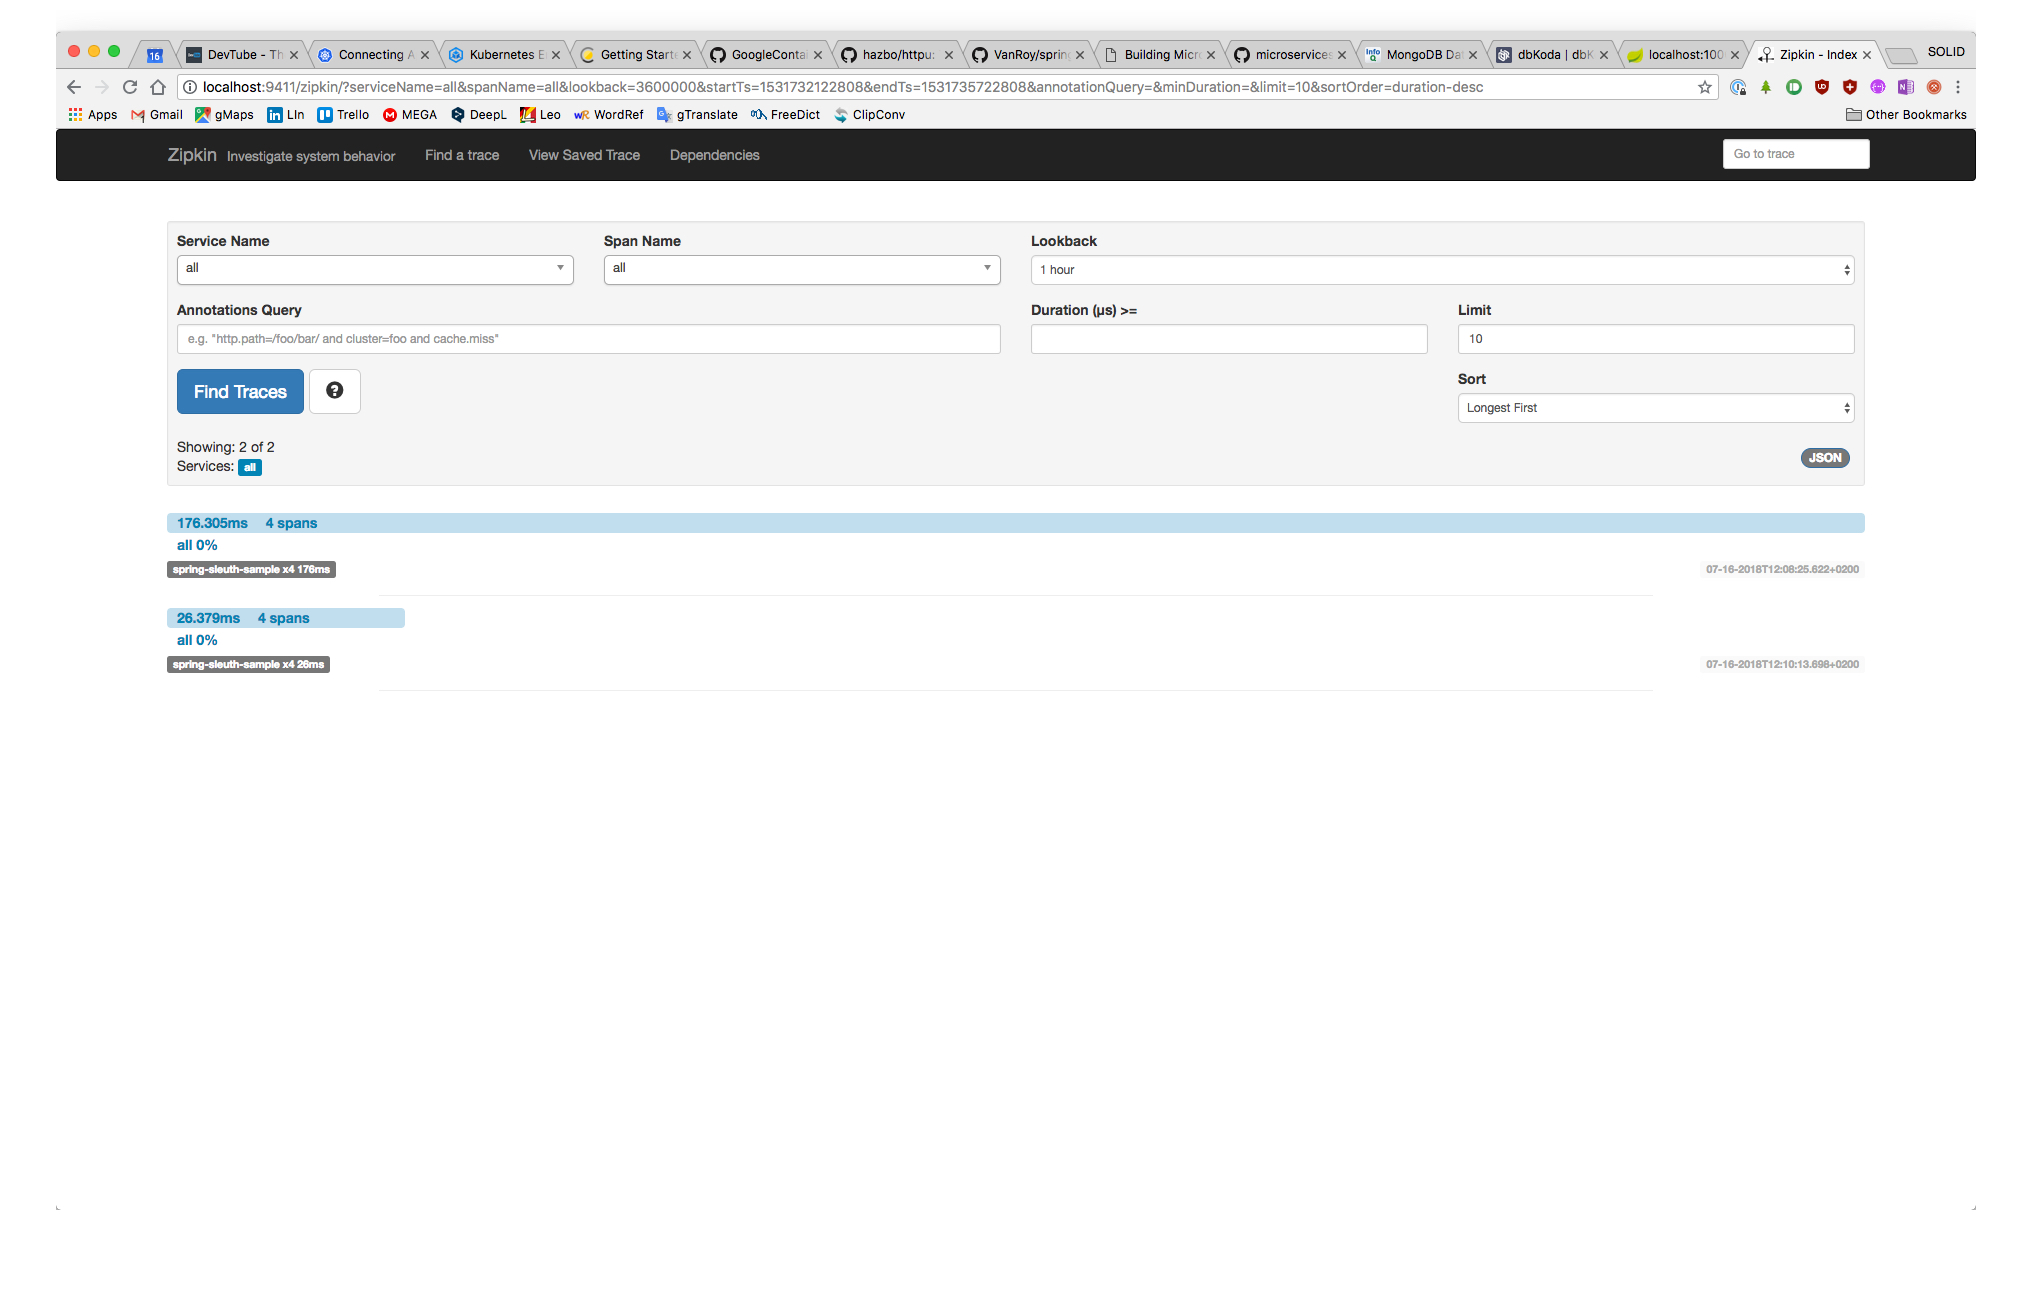 16 DevTube - Th Connecting A Kubernetes E Getting Starte GoogleContai hazbo/httpu: VanRoy/spring Building Micro microservices MongoDB Dat dbKoda | dbK localhost:100 Zipkin - Index SOLID
localhost:9411/zipkin/?serviceName=all&spanName=all&lookback=3600000&startTs=1531732122808&endTs=1531735722808&annotationQuery=&minDuration=&limit=10&sortOrder=duration-desc
Apps Gmail gMaps LIn Trello MEGA DeepL Leo WordRef gTranslate FreeDict ClipConv Other Bookmarks
Zipkin Investigate system behavior Find a trace View Saved Trace Dependencies Go to trace
Service Name Span Name Lookback
all all 1 hour
Annotations Query Duration (µs) >= Limit
e.g. "http.path=/foo/bar/ and cluster=foo and cache.miss" 10
Find Traces Sort
Longest First
Showing: 2 of 2
Services: all JSON
176.305ms 4 spans
all 0%
spring-sleuth-sample x4 176ms 07-16-2018T12:08:25.622+0200
26.379ms 4 spans
all 0%
spring-sleuth-sample x4 26ms 07-16-2018T12:10:13.698+0200